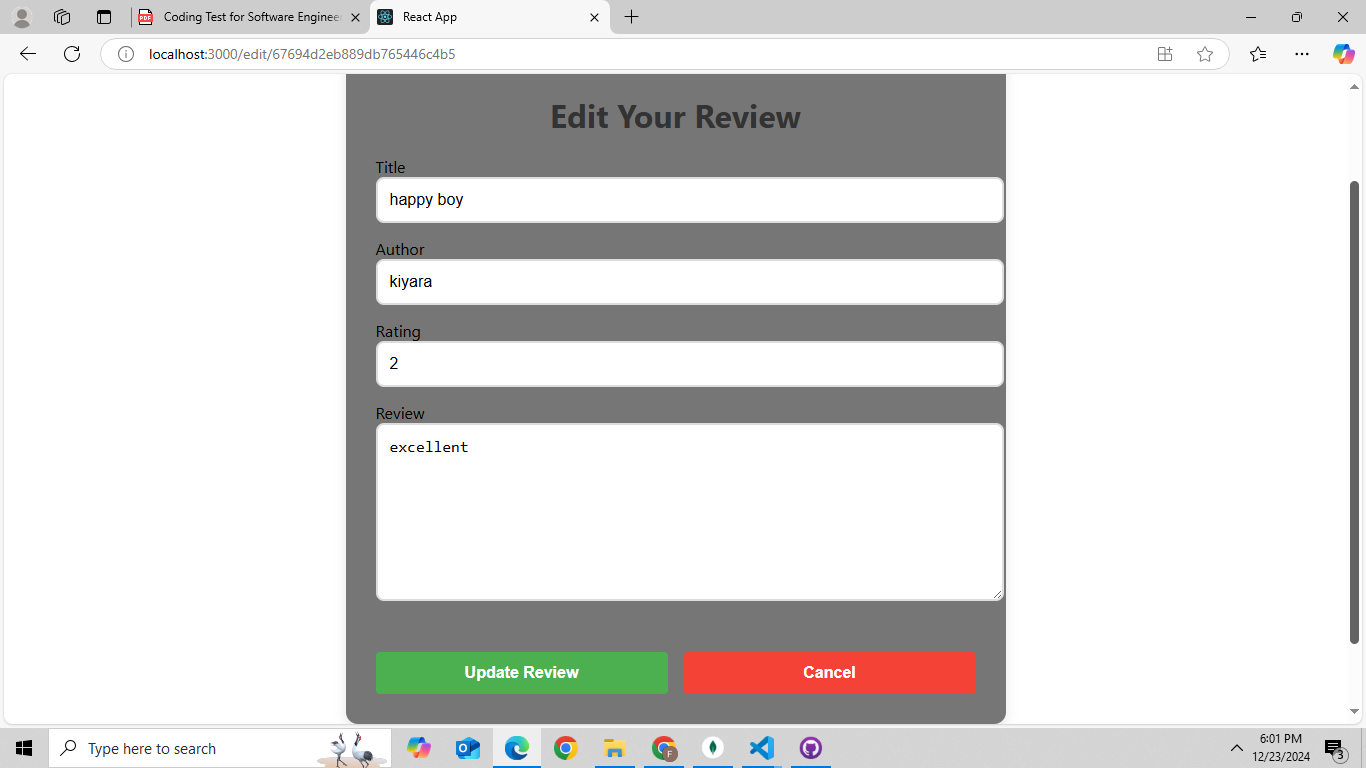 Coding Test for Software Enginee
React App
localhost:3000/edit/67694d2eb889db765446c4b5
Edit Your Review
Title
happy boy
Author
kiyara
Rating
2
Review
excellent
Update Review
Cancel
Type here to search
6:01 PM
12/23/2024
3